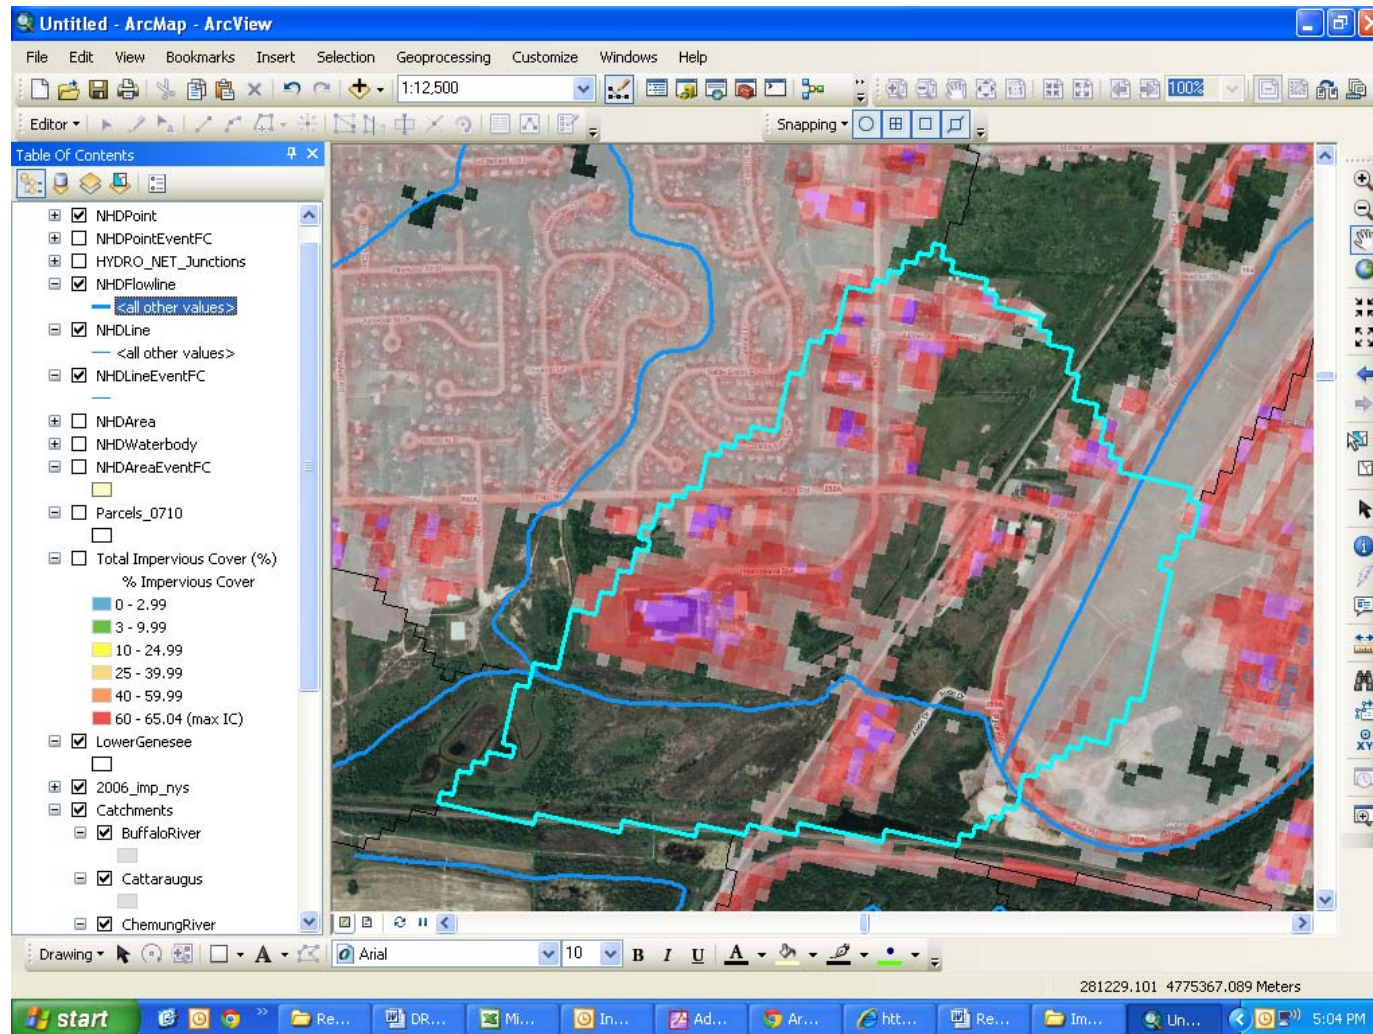 Untitled - ArcMap - ArcView
File Edit View Bookmarks Insert Selection Geoprocessing Customize Windows Help
1:12,500
100%
Editor
Snapping
Table Of Contents
NHDPoint
NHDPointEventFC
HYDRO_NET_Junctions
NHDFlowline
<all other values>
NHDLine
<all other values>
NHDLineEventFC
NHDArea
NHDWaterbody
NHDAreaEventFC
Parcels_0710
Total Impervious Cover (%)
% Impervious Cover
0 - 2.99
3 - 9.99
10 - 24.99
25 - 39.99
40 - 59.99
60 - 65.04 (max IC)
LowerGenesee
2006_imp_nys
Catchments
BuffaloRiver
Cattaraugus
ChemungRiver
Drawing
Arial
10
B I U A
281229.101 4775367.089 Meters
start
Re...
DR...
Mi...
In...
Ad...
Ar...
htt...
Re...
Im...
Un...
5:04 PM